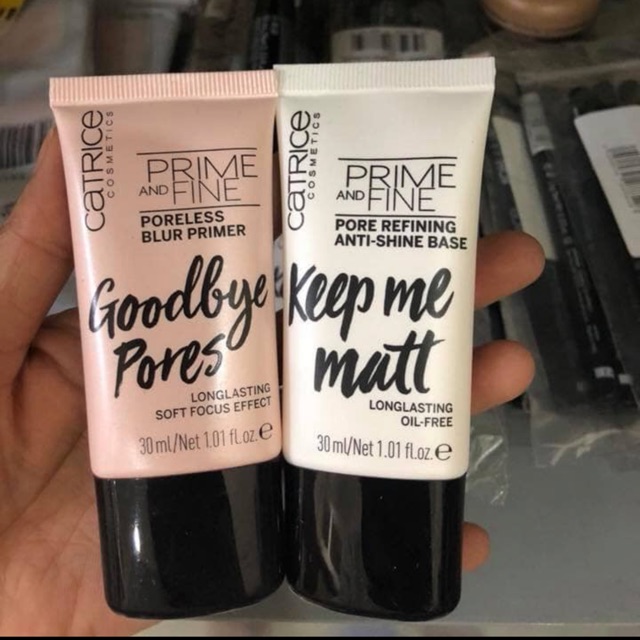 CATRICE
COSMETICS
PRIME
AND FINE
PORELESS
BLUR PRIMER
Goodbye
Pores
LONGLASTING
SOFT FOCUS EFFECT
30 ml/Net 1.01 fl.oz.e
CATRICE
COSMETICS
PRIME
AND FINE
PORE REFINING
ANTI-SHINE BASE
Keep me
matt
LONGLASTING
OIL-FREE
30 ml/Net 1.01 fl.oz.e